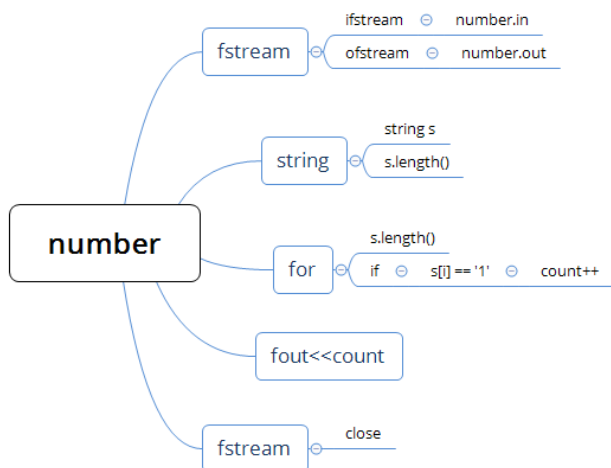 number
fstream
ifstream
number.in
ofstream
number.out
string
string s
s.length()
for
s.length()
if
s[i] == '1'
count++
fout<<count
fstream
close